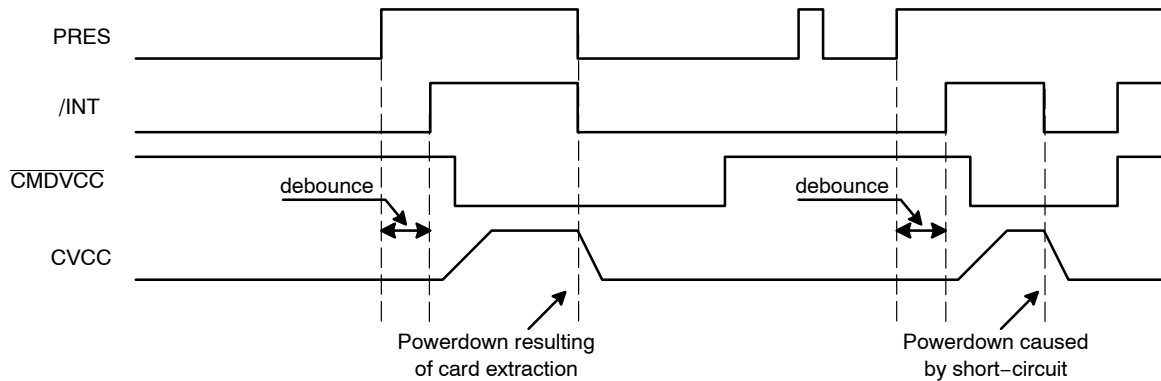 PRES
/INT
CMDVCC
debounce
debounce
CVCC
Powerdown resulting
of card extraction
Powerdown caused
by short−circuit